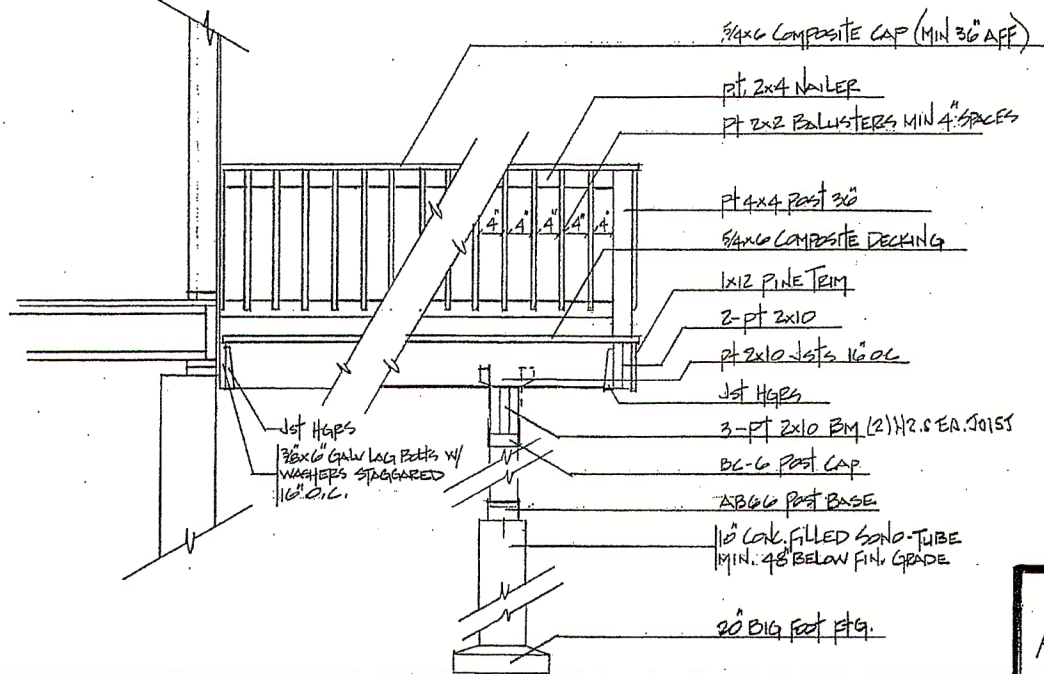 5/4x6 COMPOSITE CAP (MIN 36" AFF)
Pt. 2x4 NAILER
Pt 2x2 BALUSTERS MIN 4" SPACES
Pt 4x4 POST 36"
4" 4" 4" 4" 4"
5/4x6 COMPOSITE DECKING
1x12 PINE TRIM
2-pt 2x10
pt 2x10 Jsts 16" OC
Jst HGRS
Jst HGRS
3-Pt 2x10 BM (2) H2.5 EA. JOIST
3/8x6" GALV LAG BOLTS W/
WASHERS STAGGARED
16" O.C.
BC-6 POST CAP
AB66 POST BASE
10" CONC. FILLED SONO-TUBE
MIN. 48" BELOW FIN. GRADE
20" BIG FOOT FTG.